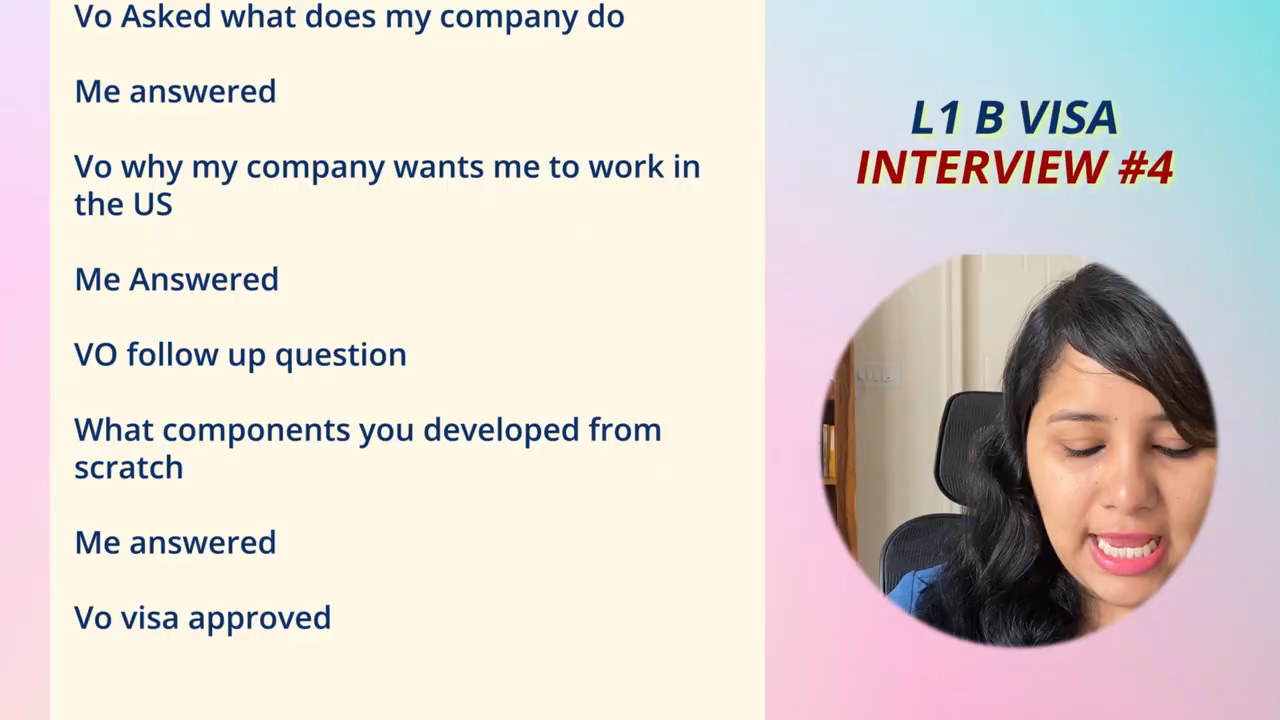 Vo Asked what does my company do
Me answered
Vo why my company wants me to work in
the US
Me Answered
VO follow up question
What components you developed from
scratch
Me answered
Vo visa approved
L1 B VISA
INTERVIEW #4